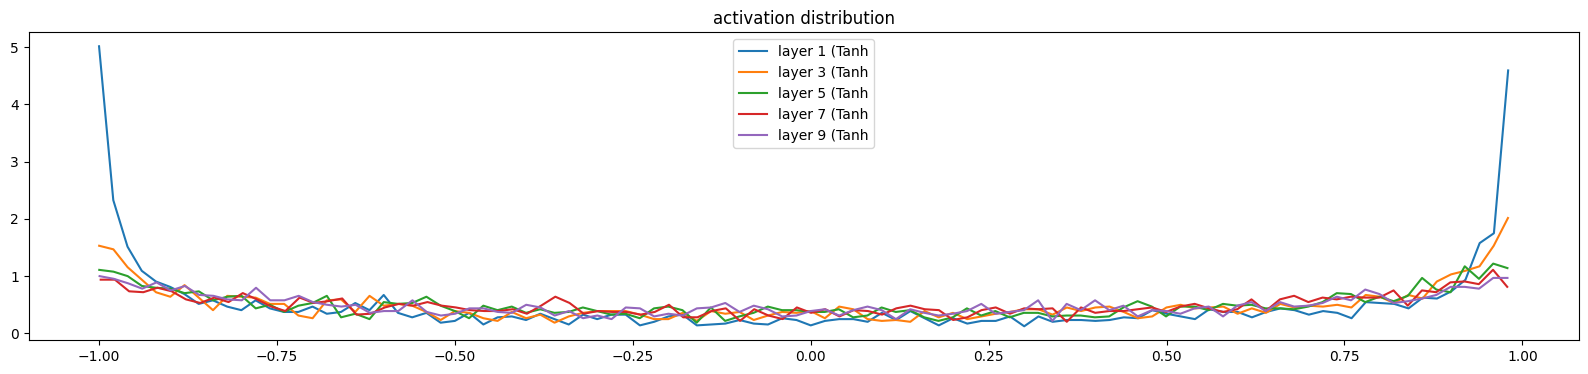 activation distribution
5
4
3
2
1
0
layer 1 (Tanh
layer 3 (Tanh
layer 5 (Tanh
layer 7 (Tanh
layer 9 (Tanh
−1.00 −0.75 −0.50 −0.25 0.00 0.25 0.50 0.75 1.00